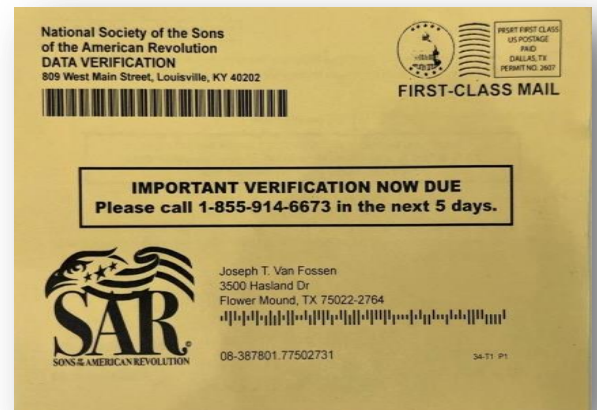 National Society of the Sons
of the American Revolution
DATA VERIFICATION
809 West Main Street, Louisville, KY 40202
PRSRT FIRST CLASS
US POSTAGE
PAID
DALLAS, TX
PERMIT NO. 2607
FIRST-CLASS MAIL
IMPORTANT VERIFICATION NOW DUE
Please call 1-855-914-6673 in the next 5 days.
SAR
SONS OF THE AMERICAN REVOLUTION
Joseph T. Van Fossen
3500 Hasland Dr
Flower Mound, TX 75022-2764
08-387801.77502731
34-T1 P1